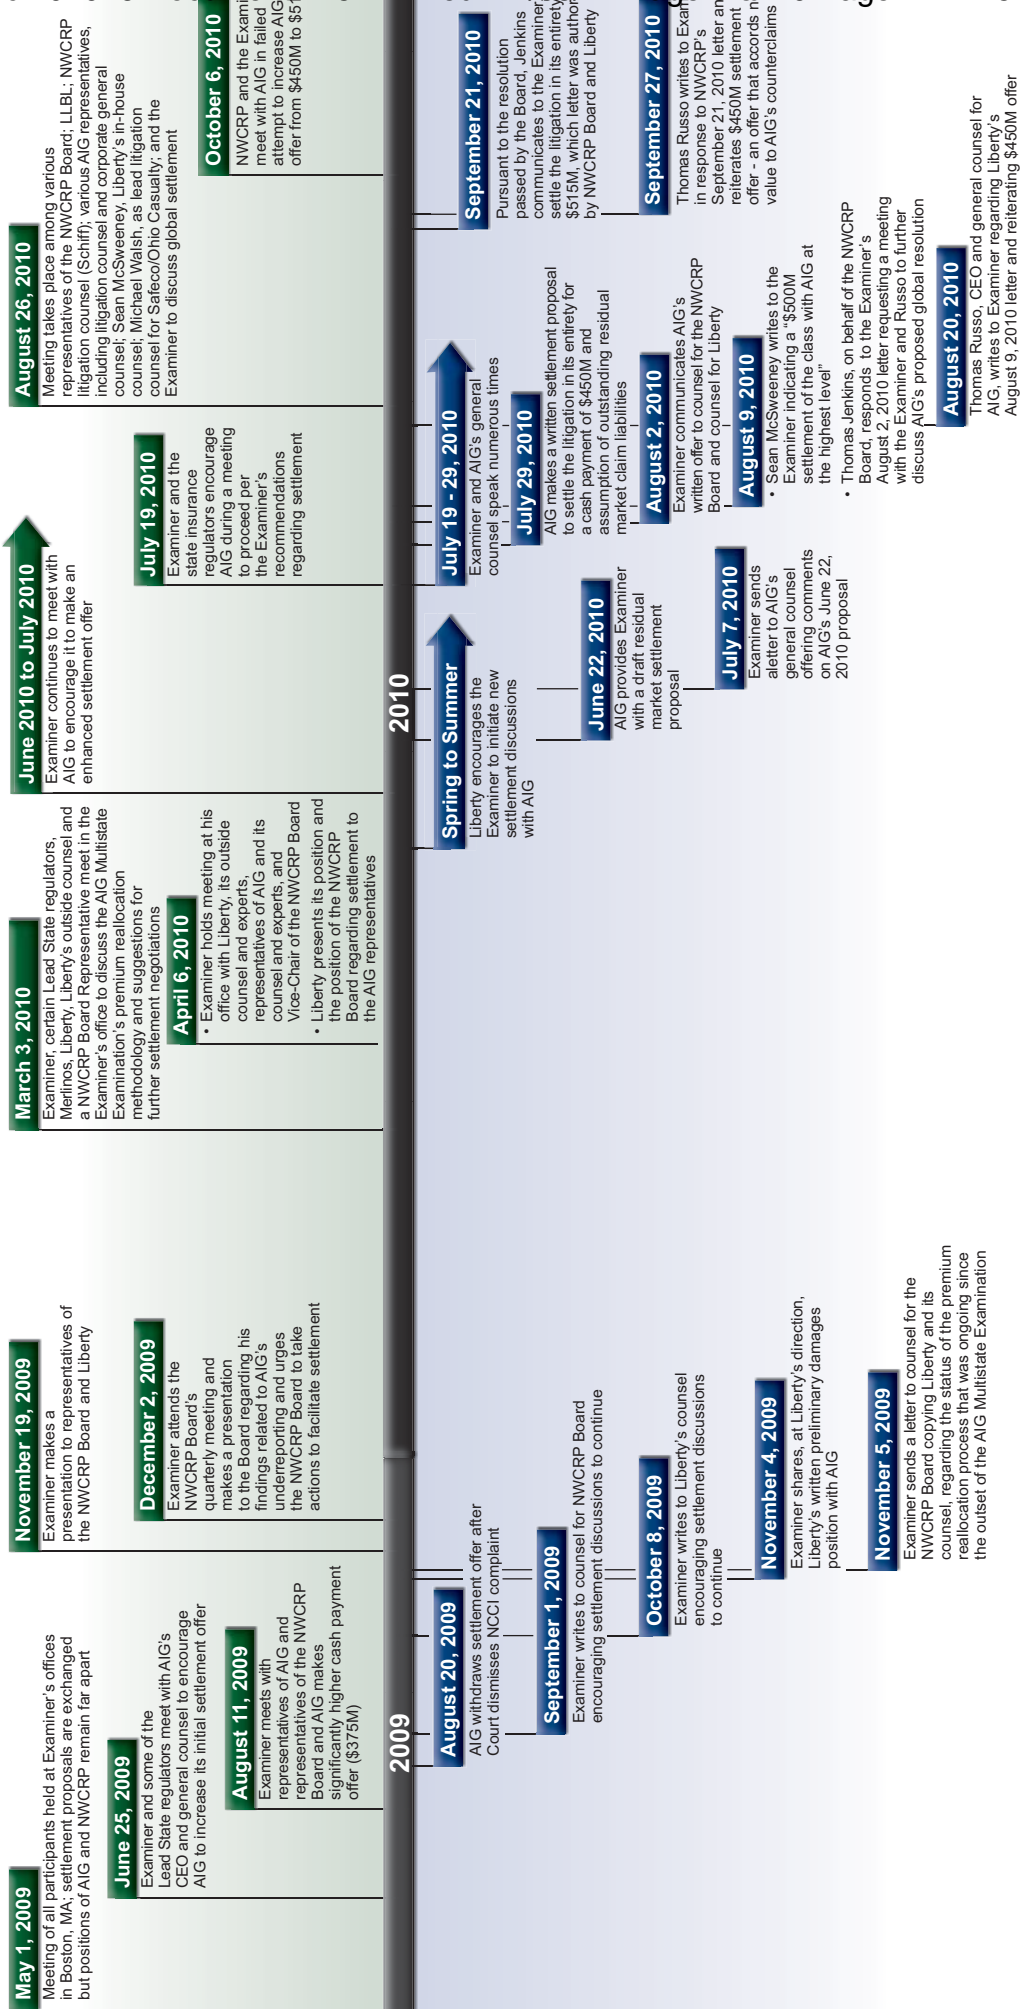 May 1, 2009
Meeting of all participants held at Examiner's offices
in Boston, MA; settlement proposals are exchanged
but positions of AIG and NWCRP remain far apart
June 25, 2009
Examiner and some of the
Lead State regulators meet with AIG's
CEO and general counsel to encourage
AIG to increase its initial settlement offer
August 11, 2009
Examiner meets with
representatives of AIG and
representatives of the NWCRP
Board and AIG makes
significantly higher cash payment
offer ($375M)
November 19, 2009
Examiner makes a
presentation to representatives of
the NWCRP Board and Liberty
December 2, 2009
Examiner attends the
NWCRP Board's
quarterly meeting and
makes a presentation
to the Board regarding his
findings related to AIG's
underreporting and urges
the NWCRP Board to take
actions to facilitate settlement
March 3, 2010
Examiner, certain Lead State regulators,
Merlinos, Liberty, Liberty's outside counsel and
a NWCRP Board Representative meet in the
Examiner's office to discuss the AIG Multistate
Examination's premium reallocation
methodology and suggestions for
further settlement negotiations
April 6, 2010
• Examiner holds meeting at his
office with Liberty, its outside
counsel and experts,
representatives of AIG and its
counsel and experts, and
Vice-Chair of the NWCRP Board
• Liberty presents its position and
the position of the NWCRP
Board regarding settlement to
the AIG representatives
June 2010 to July 2010
Examiner continues to meet with
AIG to encourage it to make an
enhanced settlement offer
July 19, 2010
Examiner and the
state insurance
regulators encourage
AIG during a meeting
to proceed per
the Examiner's
recommendations
regarding settlement
August 26, 2010
Meeting takes place among various
representatives of the NWCRP Board; LLBL; NWCRP
litigation counsel (Schiff); various AIG representatives,
including litigation counsel and corporate general
counsel; Sean McSweeney, Liberty's in-house
counsel; Michael Walsh, as lead litigation
counsel for Safeco/Ohio Casualty; and the
Examiner to discuss global settlement
October 6, 2010
NWCRP and the Exami
meet with AIG in failed
attempt to increase AIG
offer from $450M to $51
2009
2010
August 20, 2009
AIG withdraws settlement offer after
Court dismisses NCCI complaint
September 1, 2009
Examiner writes to counsel for NWCRP Board
encouraging settlement discussions to continue
October 8, 2009
Examiner writes to Liberty's counsel
encouraging settlement discussions
to continue
November 4, 2009
Examiner shares, at Liberty's direction,
Liberty's written preliminary damages
position with AIG
November 5, 2009
Examiner sends a letter to counsel for the
NWCRP Board copying Liberty and its
counsel, regarding the status of the premium
reallocation process that was ongoing since
the outset of the AIG Multistate Examination
Spring to Summer
Liberty encourages the
Examiner to initiate new
settlement discussions
with AIG
June 22, 2010
AIG provides Examiner
with a draft residual
market settlement
proposal
July 7, 2010
Examiner sends
aletter to AIG's
general counsel
offering comments
on AIG's June 22,
2010 proposal
July 19 - 29, 2010
Examiner and AIG's general
counsel speak numerous times
July 29, 2010
AIG makes a written settlement proposal
to settle the litigation in its entirety for
a cash payment of $450M and
assumption of outstanding residual
market claim liabilities
August 2, 2010
Examiner communicates AIG's
written offer to counsel for the NWCRP
Board and counsel for Liberty
August 9, 2010
• Sean McSweeney writes to the
Examiner indicating a "$500M
settlement of the class with AIG at
the highest level"
• Thomas Jenkins, on behalf of the NWCRP
Board, responds to the Examiner's
August 2, 2010 letter requesting a meeting
with the Examiner and Russo to further
discuss AIG's proposed global resolution
August 20, 2010
Thomas Russo, CEO and general counsel for
AIG, writes to Examiner regarding Liberty's
August 9, 2010 letter and reiterating $450M offer
September 21, 2010
Pursuant to the resolution
passed by the Board, Jenkins
communicates to the Examiner,
settle the litigation in its entirety
$515M, which letter was author
by NWCRP Board and Liberty
September 27, 2010
Thomas Russo writes to Exam
in response to NWCRP's
September 21, 2010 letter an
reiterates $450M settlement
offer - an offer that accords n
value to AIG's counterclaims